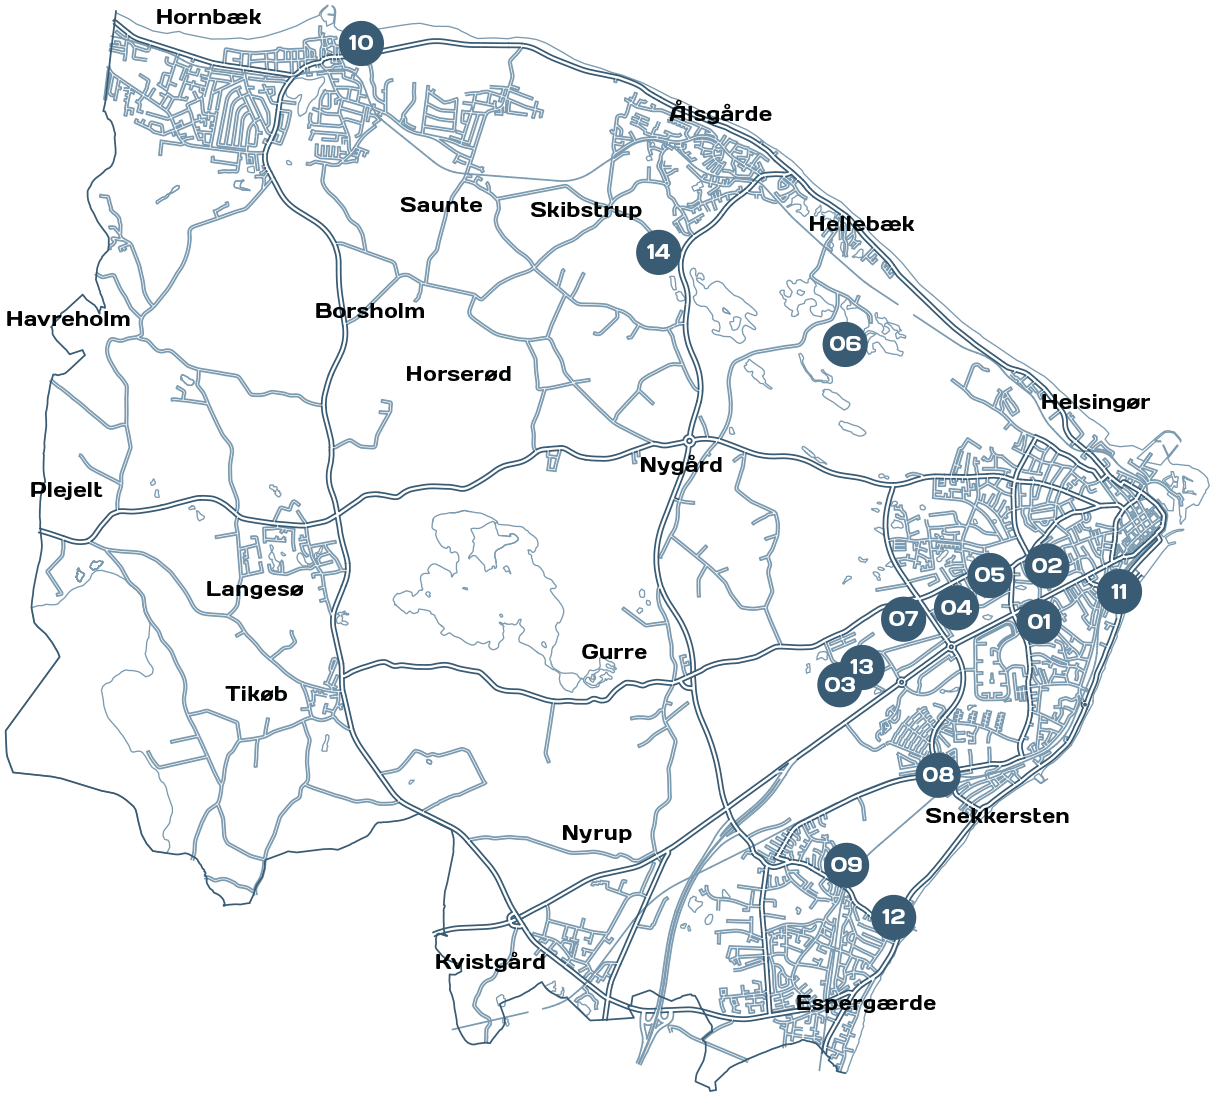 Hornbæk
10
Ålsgårde
Saunte
Skibstrup
Hellebæk
14
Havreholm
Borsholm
06
Horserød
Helsingør
Nygård
Plejelt
02
05
Langesø
11
04
07
01
Gurre
13
03
Tikøb
08
Snekkersten
Nyrup
09
12
Kvistgård
Espergærde